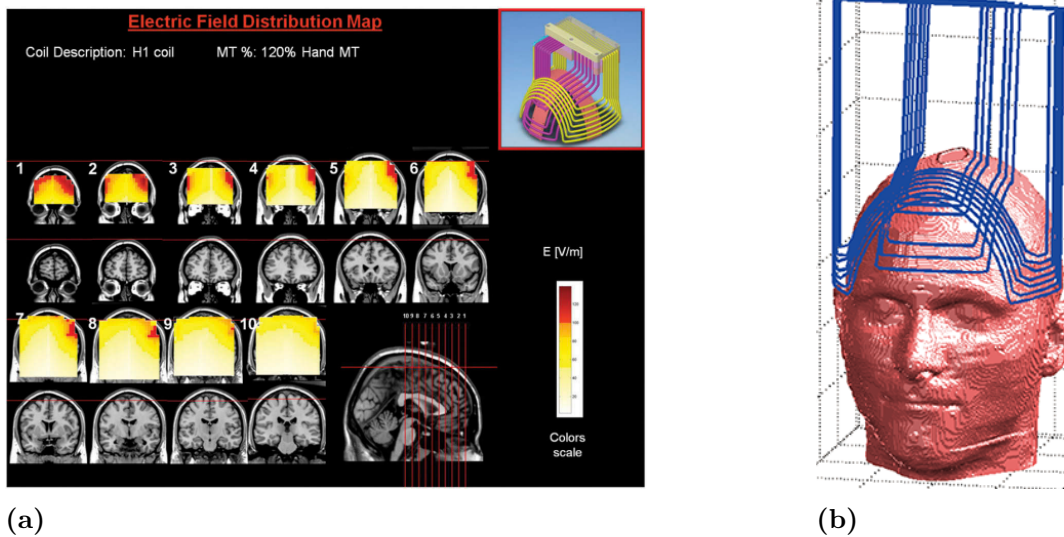 Electric Field Distribution Map
Coil Description: H1 coil MT %: 120% Hand MT
1 2 3 4 5 6
E [V/m]
7 8 9 10
10 9 8 7 6 5 4 3 2 1
Colors
scale
(a) (b)